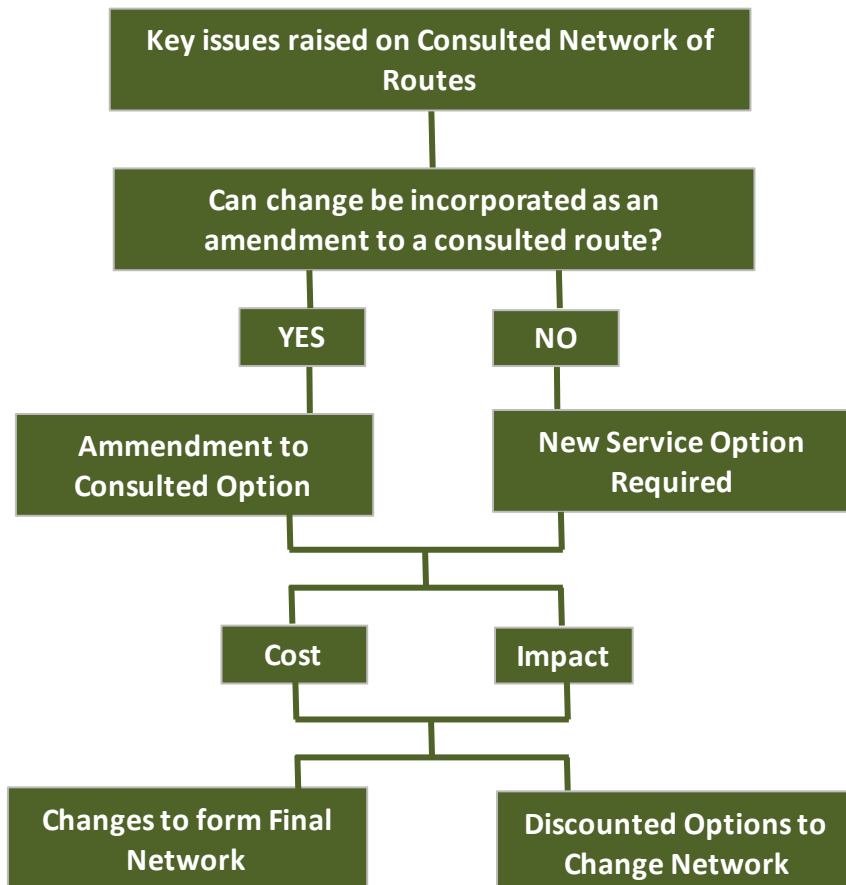 Key issues raised on Consulted Network of
Routes
Can change be incorporated as an
amendment to a consulted route?
YES
NO
Ammendment to
Consulted Option
New Service Option
Required
Cost
Impact
Changes to form Final
Network
Discounted Options to
Change Network